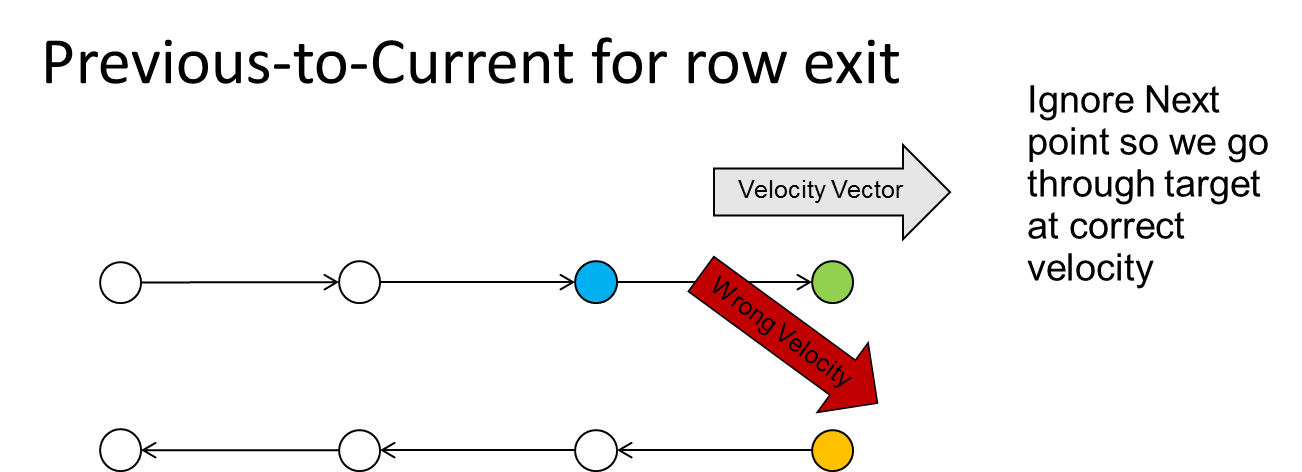 Previous-to-Current for row exit
Ignore Next
point so we go
through target
at correct
velocity
Velocity Vector
Wrong Velocity